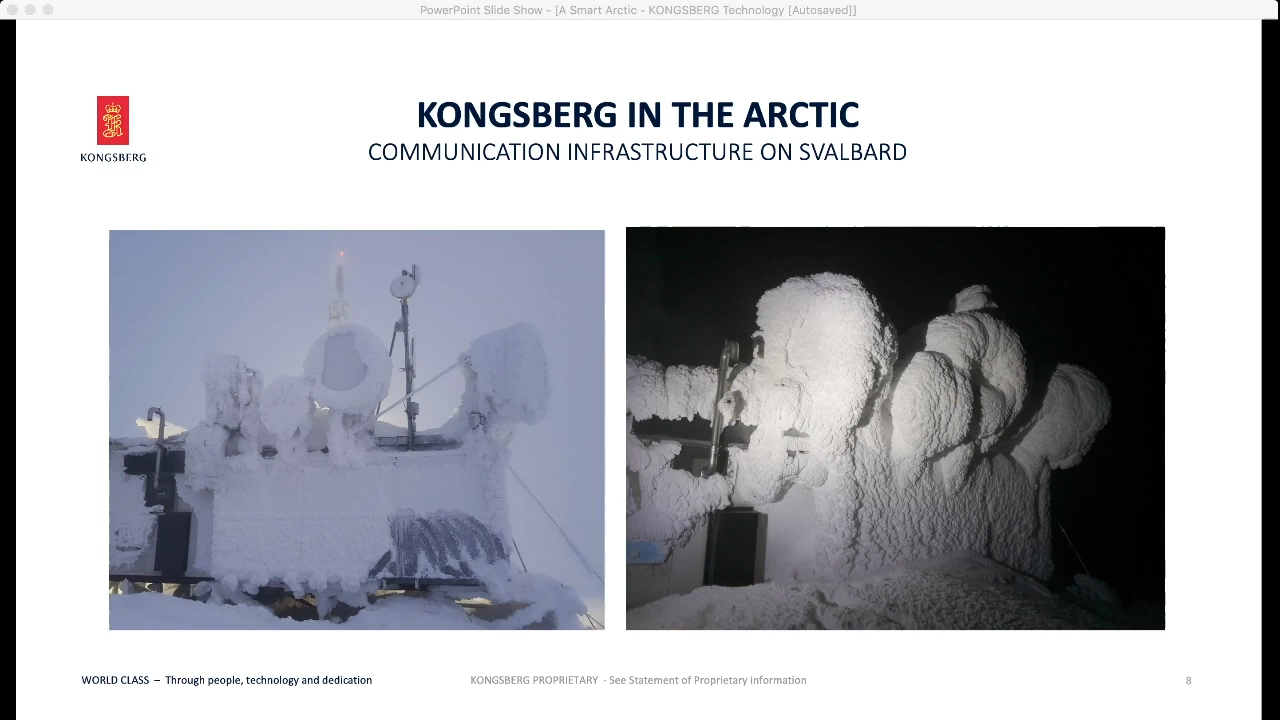 PowerPoint Slide Show - [A Smart Arctic - KONGSBERG Technology [Autosaved]]
KONGSBERG IN THE ARCTIC
COMMUNICATION INFRASTRUCTURE ON SVALBARD
KONGSBERG
WORLD CLASS – Through people, technology and dedication
KONGSBERG PROPRIETARY - See Statement of Proprietary information
8